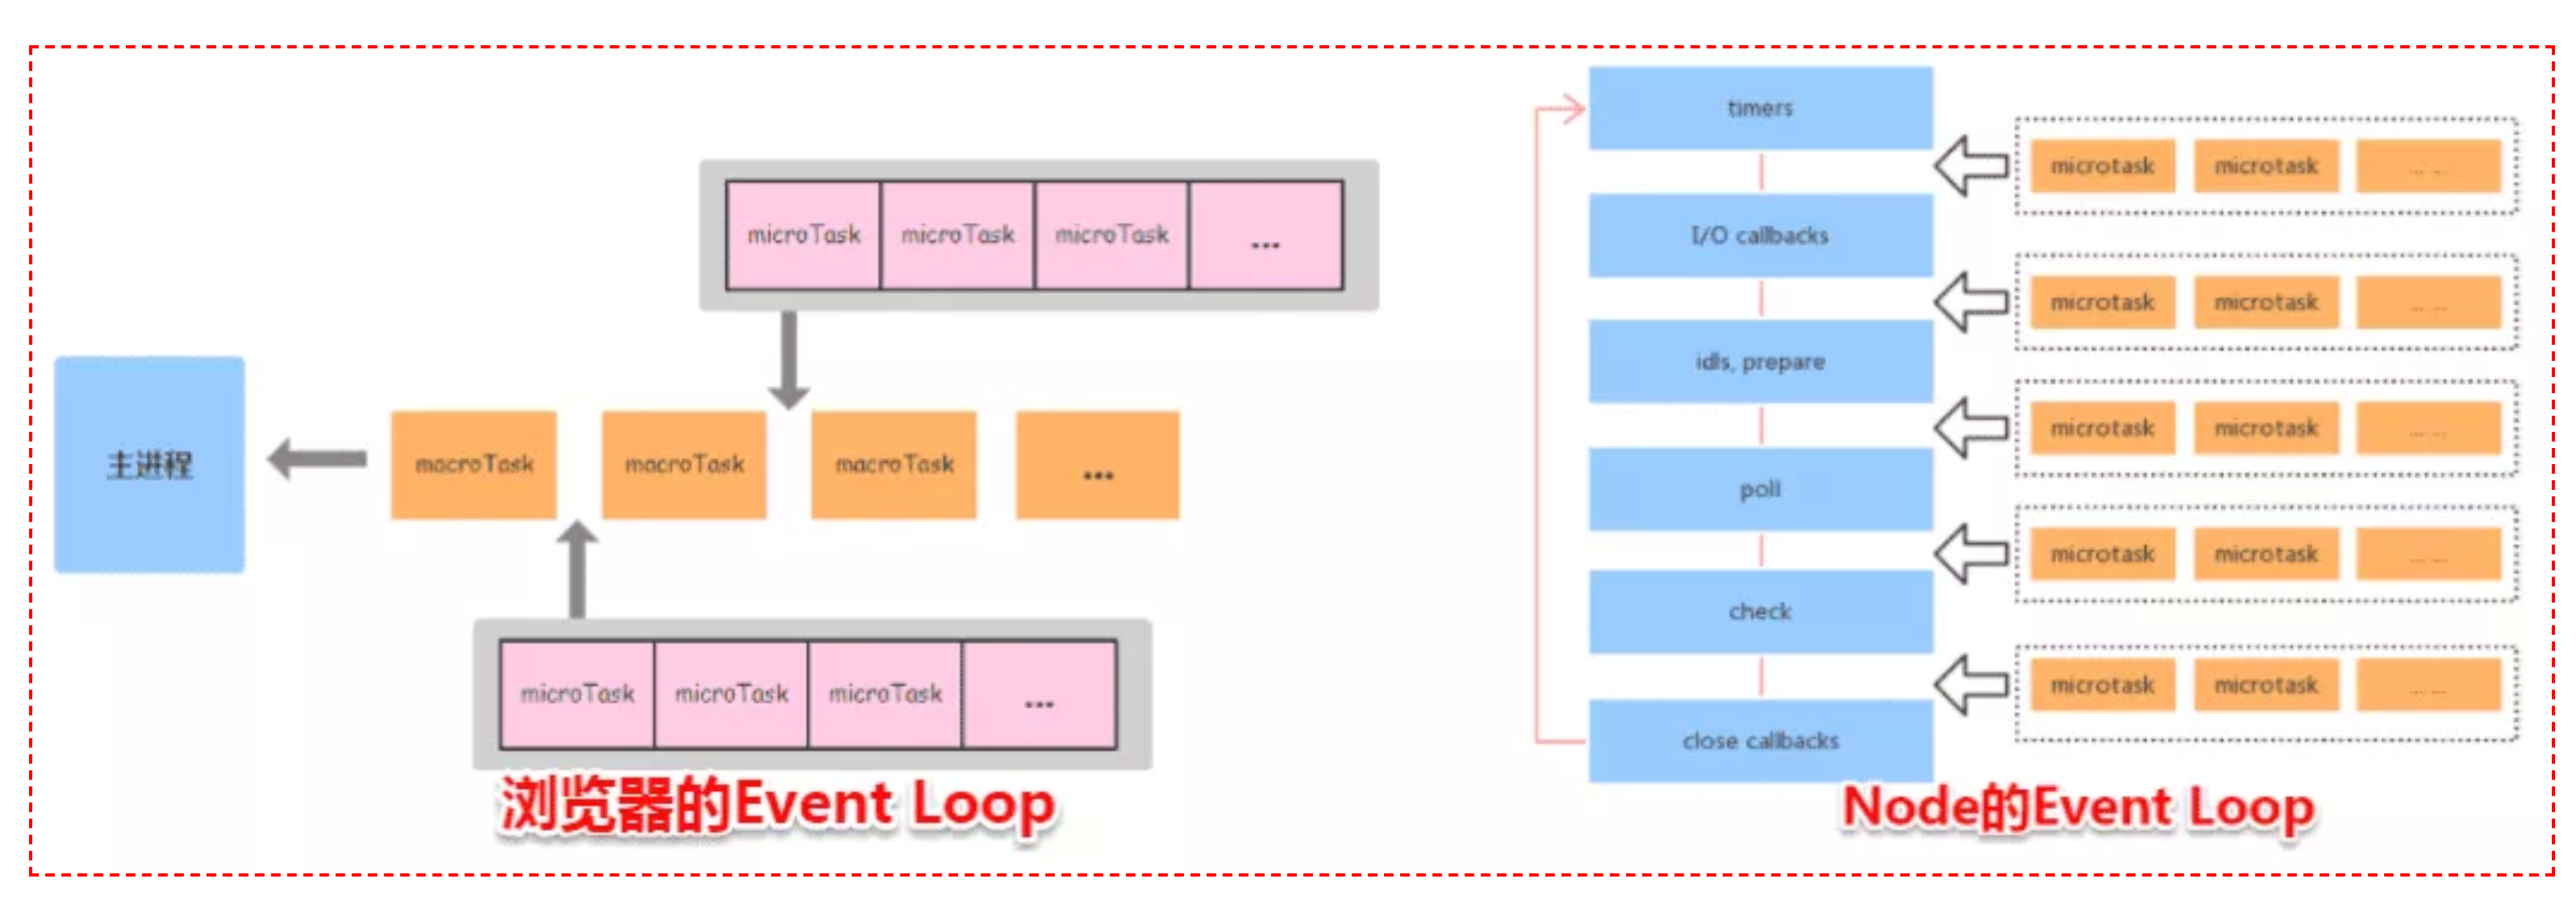 microTask microTask microTask ...
主进程
macroTask macroTask macroTask ...
microTask microTask microTask ...
浏览器的Event Loop
timers
microtask microtask ... ...
I/O callbacks
microtask microtask ... ...
idls, prepare
microtask microtask ... ...
poll
microtask microtask ... ...
check
microtask microtask ... ...
close callbacks
Node的Event Loop